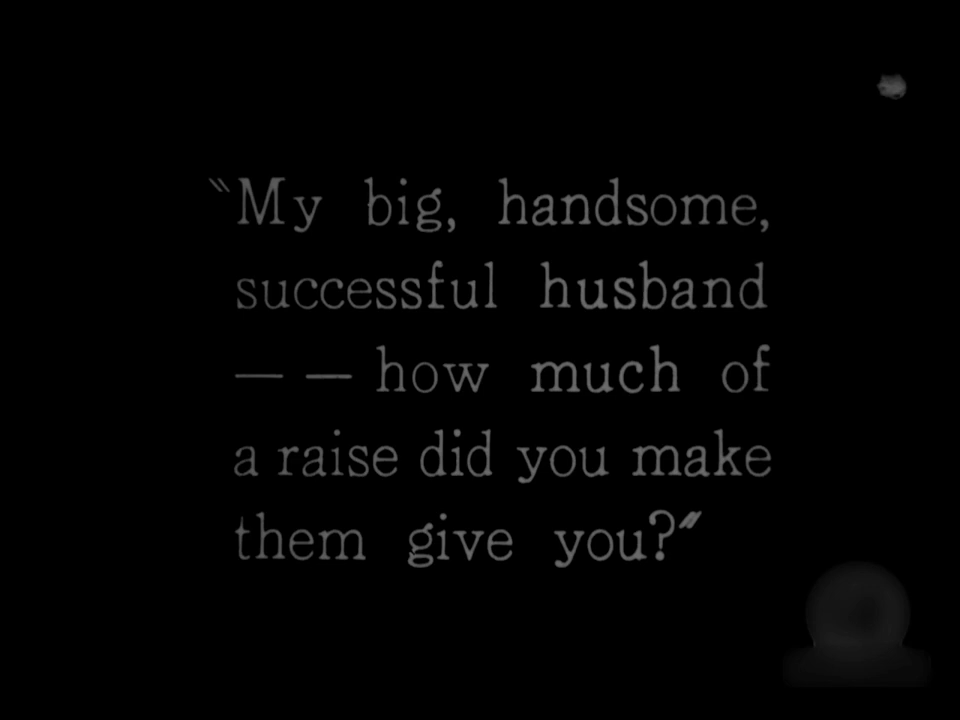 "My big, handsome,
successful husband
— — how much of
a raise did you make
them give you?"